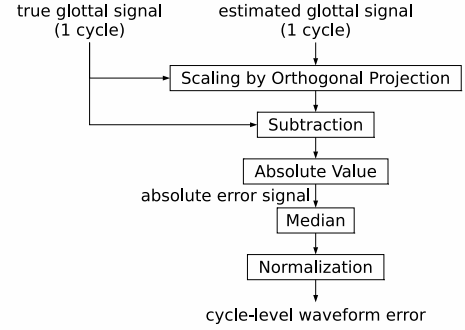 true glottal signal
(1 cycle)
estimated glottal signal
(1 cycle)
Scaling by Orthogonal Projection
Subtraction
Absolute Value
absolute error signal
Median
Normalization
cycle-level waveform error